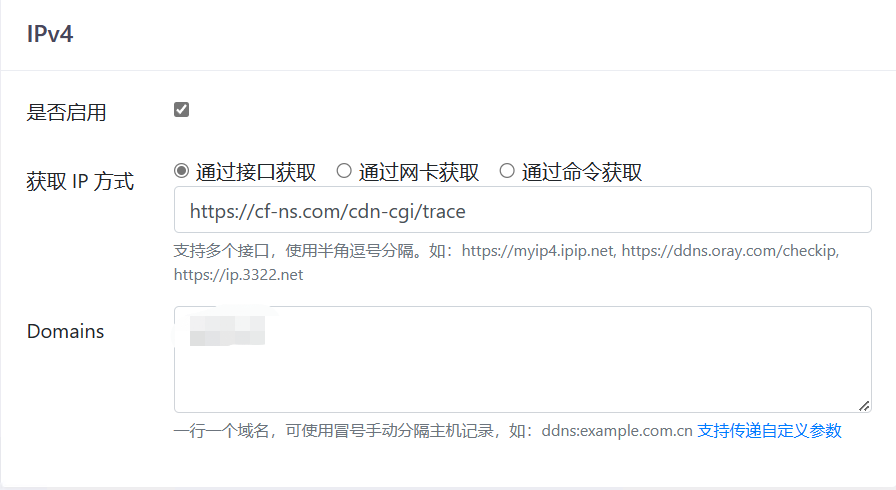 IPv4
是否启用
获取 IP 方式
通过接口获取 通过网卡获取 通过命令获取
https://cf-ns.com/cdn-cgi/trace
支持多个接口，使用半角逗号分隔。如：https://myip4.ipip.net, https://ddns.oray.com/checkip,
https://ip.3322.net
Domains
一行一个域名，可使用冒号手动分隔主机记录，如：ddns:example.com.cn 支持传递自定义参数